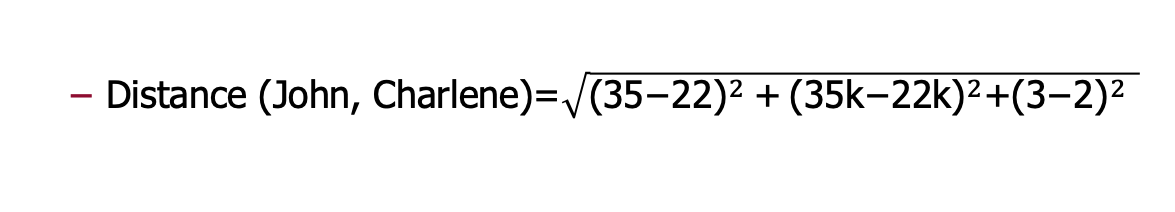 – Distance (John, Charlene)=√(35–22)² + (35k–22k)²+(3–2)²